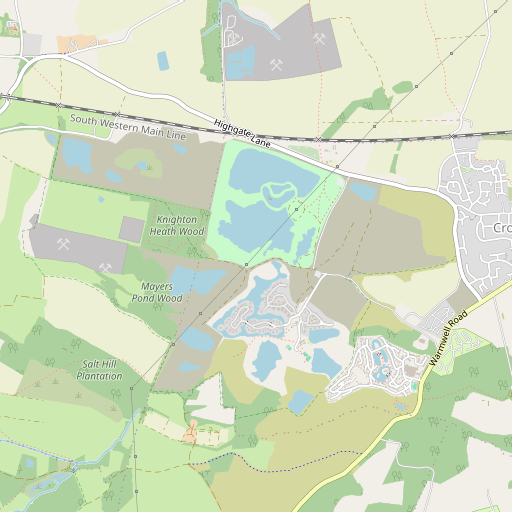 Highgate Lane
South Western Main Line
Knighton
Heath Wood
Cro
Mayers
Pond Wood
Warmwell Road
Salt Hill
Plantation